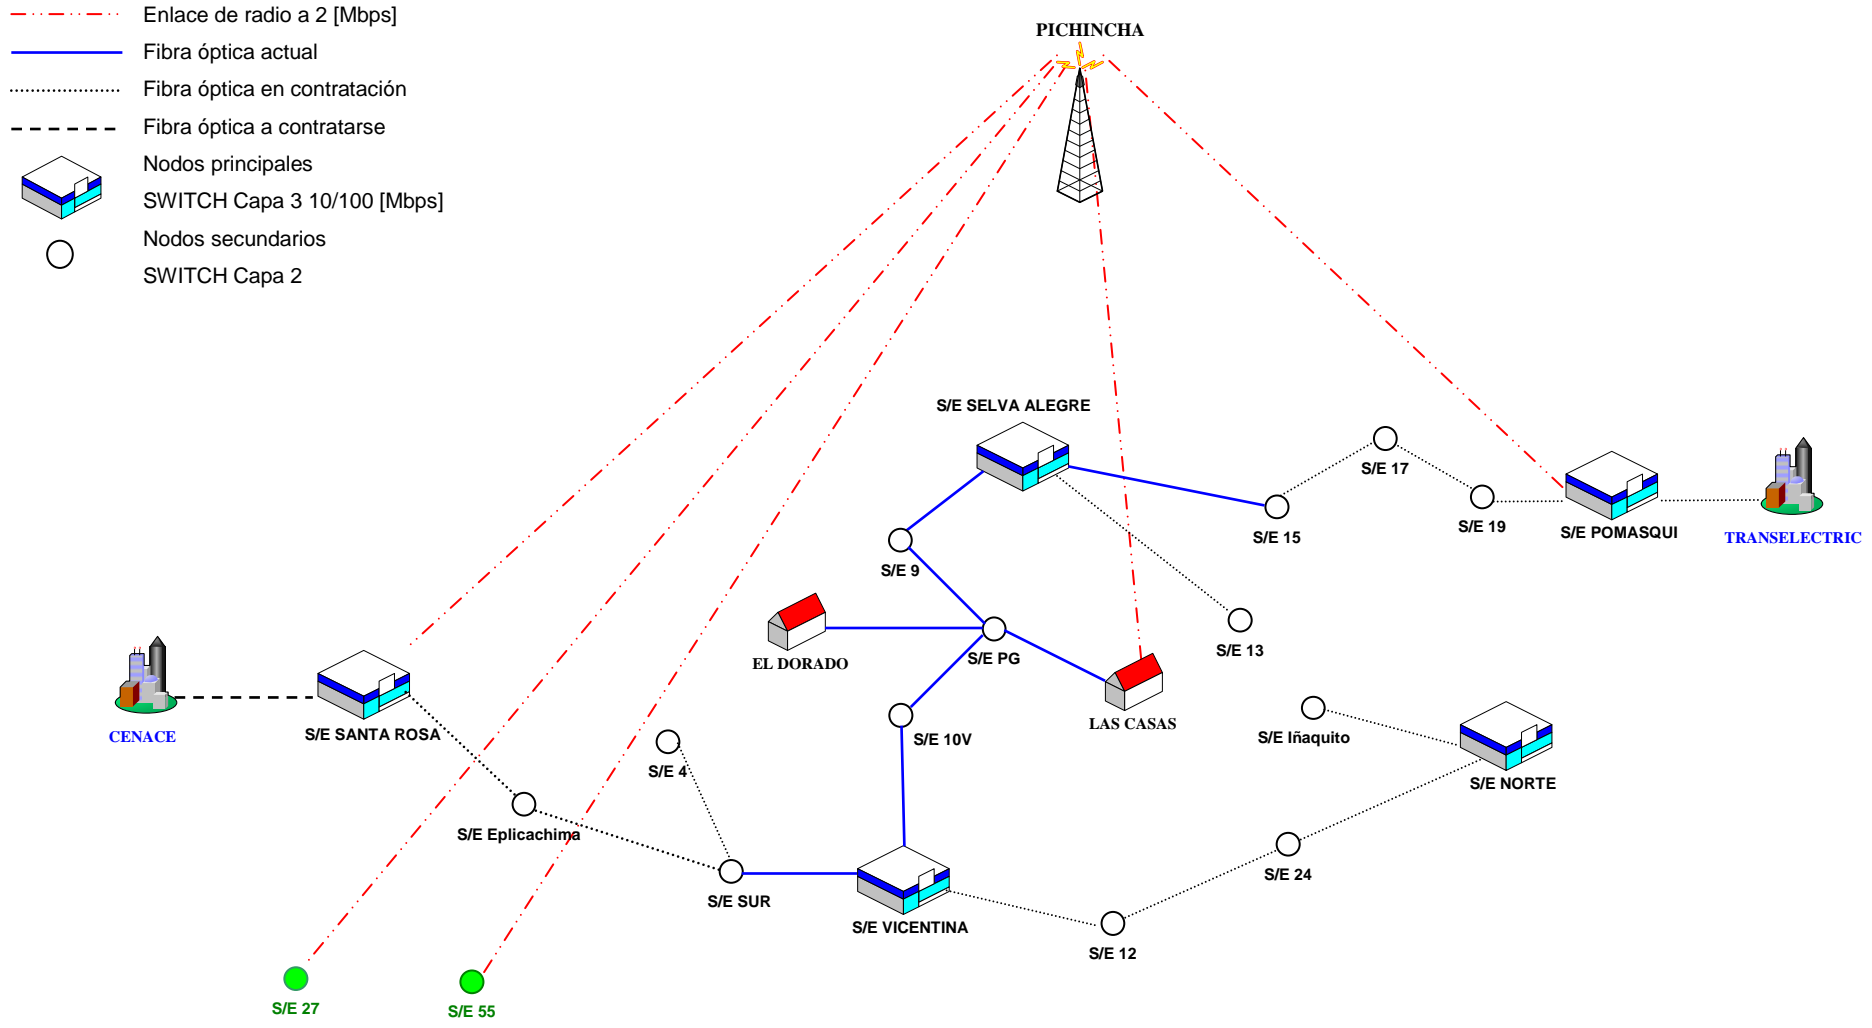 Enlace de radio a 2 [Mbps]
Fibra óptica actual
Fibra óptica en contratación
Fibra óptica a contratarse
Nodos principales
SWITCH Capa 3 10/100 [Mbps]
Nodos secundarios
SWITCH Capa 2
PICHINCHA
S/E SELVA ALEGRE
S/E 17
S/E 19
S/E 15
S/E POMASQUI
TRANSELECTRIC
S/E 9
S/E 13
EL DORADO
S/E PG
LAS CASAS
CENACE
S/E SANTA ROSA
S/E 10V
S/E Iñaquito
S/E 4
S/E NORTE
S/E Eplicachima
S/E SUR
S/E 24
S/E VICENTINA
S/E 12
S/E 27
S/E 55